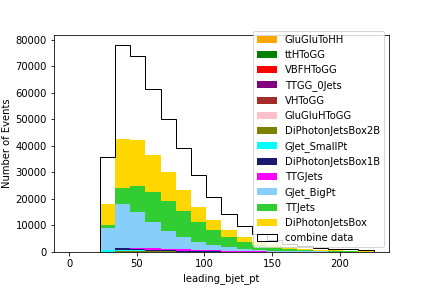 80000
70000
60000
50000
40000
30000
20000
10000
0
Number of Events
0
50
100
150
200
leading_bjet_pt
GluGluToHH
ttHToGG
VBFHToGG
TTGG_0Jets
VHToGG
GluGluHToGG
DiPhotonJetsBox2B
GJet_SmallPt
DiPhotonJetsBox1B
TTGJets
GJet_BigPt
TTJets
DiPhotonJetsBox
combine data